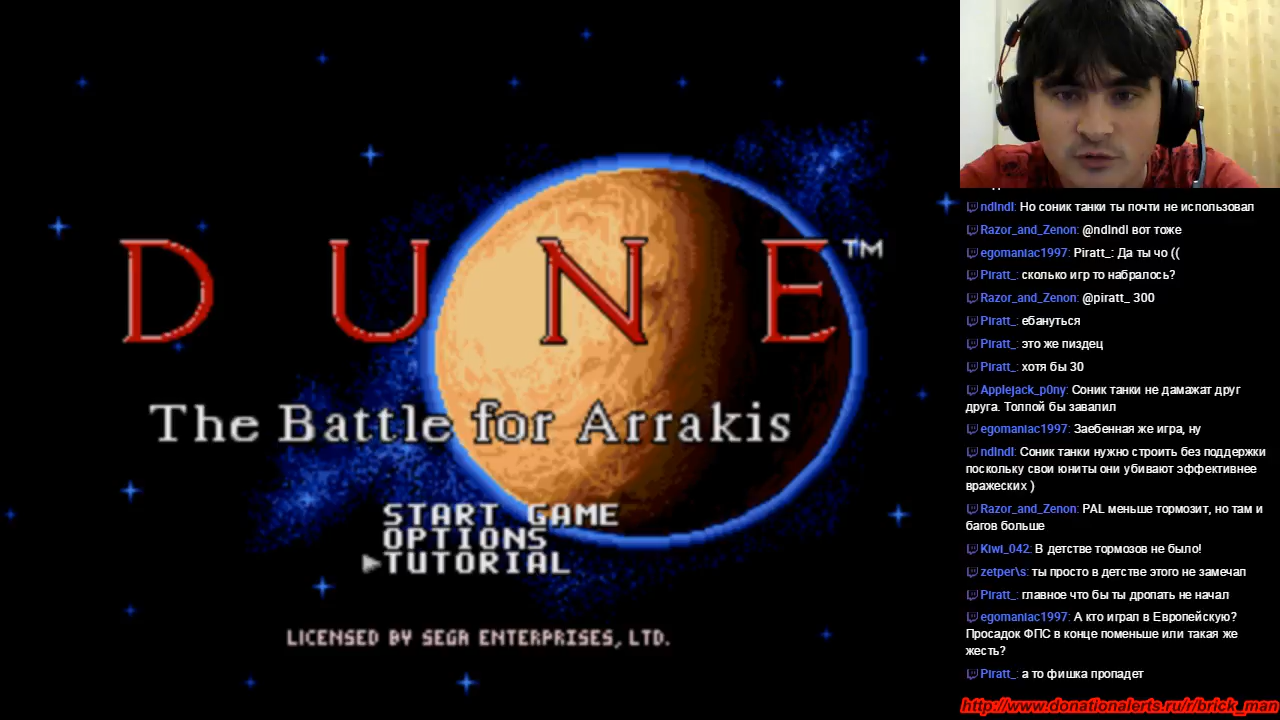 DUNE™
The Battle for Arrakis
START GAME
OPTIONS
TUTORIAL
LICENSED BY SEGA ENTERPRISES, LTD.
ndlndl: Но соник танки ты почти не использовал
Razor_and_Zenon: @ndlndl вот тоже
egomaniac1997: Piratt_: Да ты чо ((
Piratt_: сколько игр то набралось?
Razor_and_Zenon: @piratt_ 300
Piratt_: ебануться
Piratt_: это же пиздец
Piratt_: хотя бы 30
Applejack_p0ny: Соник танки не дамажат друг
друга. Толпой бы завалил
egomaniac1997: Заебенная же игра, ну
ndlndl: Соник танки нужно строить без поддержки
поскольку свои юниты они убивают эффективнее
вражеских )
Razor_and_Zenon: PAL меньше тормозит, но там и
багов больше
Kiwi_042: В детстве тормозов не было!
zetper\s: ты просто в детстве этого не замечал
Piratt_: главное что бы ты дропать не начал
egomaniac1997: А кто играл в Европейскую?
Просадок ФПС в конце поменьше или такая же
жесть?
Piratt_: а то фишка пропадет
http://www.donationalerts.ru/r/brick_man